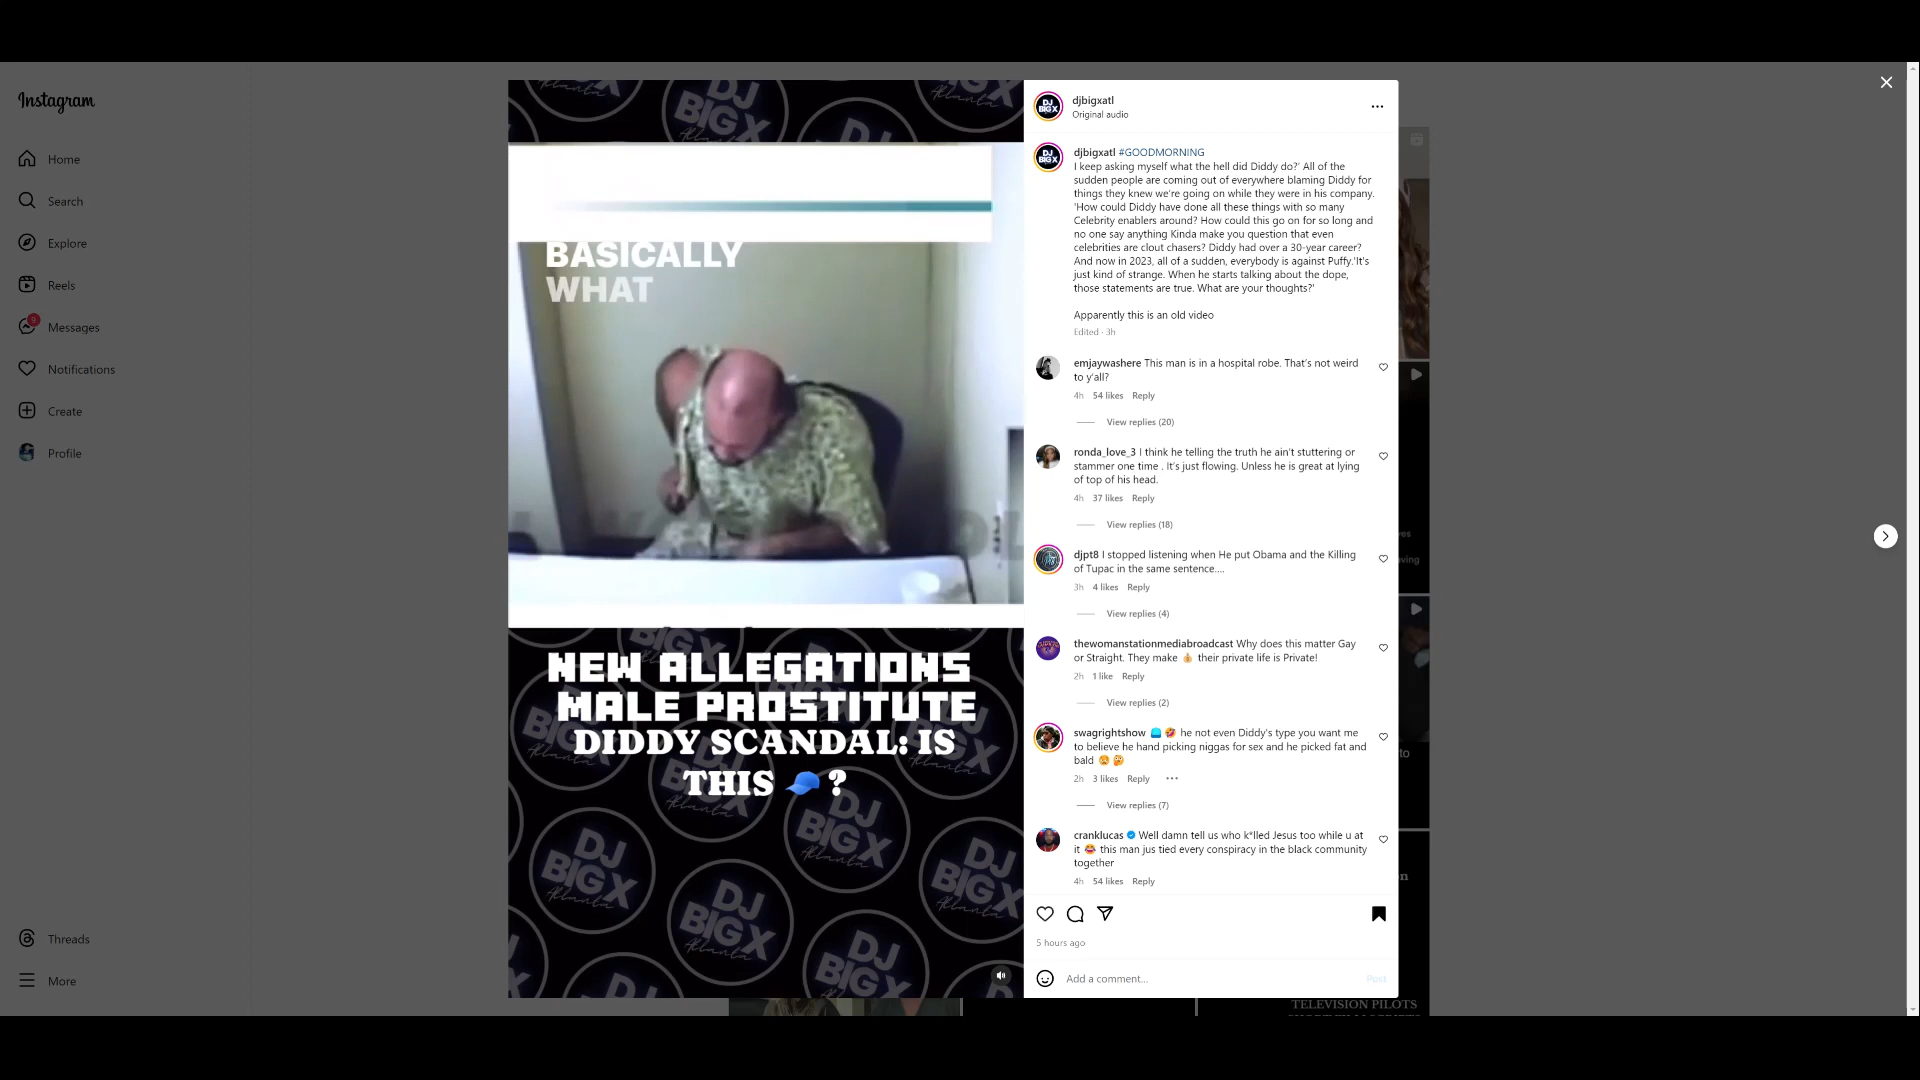 Instagram
Home
Search
Explore
Reels
9
Messages
Notifications
Create
Profile
Threads
More
DJ
BIG X
Atlanta
BASICALLY
WHAT
NEW ALLEGATIONS
MALE PROSTITUTE
DIDDY SCANDAL: IS
THIS 🧢 ?
djbigxatl
Original audio
djbigxatl #GOODMORNING
I keep asking myself what the hell did Diddy do?' All of the
sudden people are coming out of everywhere blaming Diddy for
things they knew we're going on while they were in his company.
'How could Diddy have done all these things with so many
Celebrity enablers around? How could this go on for so long and
no one say anything Kinda make you question that even
celebrities are clout chasers? Diddy had over a 30-year career?
And now in 2023, all of a sudden, everybody is against Puffy.'It's
just kind of strange. When he starts talking about the dope,
those statements are true. What are your thoughts?'
Apparently this is an old video
Edited · 3h
emjaywashere This man is in a hospital robe. That's not weird
to y'all?
4h 54 likes Reply
View replies (20)
ronda_love_3 I think he telling the truth he ain't stuttering or
stammer one time . It's just flowing. Unless he is great at lying
of top of his head.
4h 37 likes Reply
View replies (18)
djpt8 I stopped listening when He put Obama and the Killing
of Tupac in the same sentence....
3h 4 likes Reply
View replies (4)
thewomanstationmediabroadcast Why does this matter Gay
or Straight. They make 👍 their private life is Private!
2h 1 like Reply
View replies (2)
swagrightshow 🧢 🤣 he not even Diddy's type you want me
to believe he hand picking niggas for sex and he picked fat and
bald
2h 3 likes Reply
View replies (7)
cranklucas Well damn tell us who k*lled Jesus too while u at
it 😂 this man jus tied every conspiracy in the black community
together
4h 54 likes Reply
5 hours ago
Add a comment...
Post
TELEVISION PILOTS